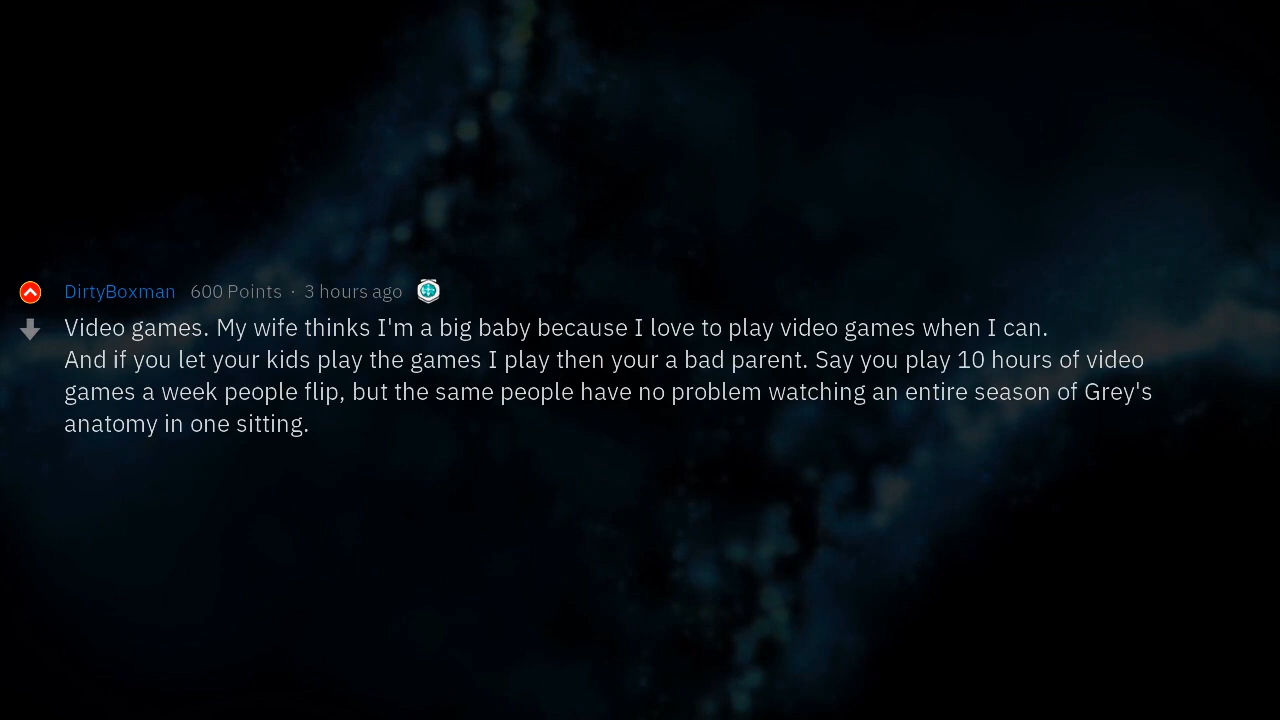 DirtyBoxman 600 Points · 3 hours ago
Video games. My wife thinks I'm a big baby because I love to play video games when I can.
And if you let your kids play the games I play then your a bad parent. Say you play 10 hours of video
games a week people flip, but the same people have no problem watching an entire season of Grey's
anatomy in one sitting.